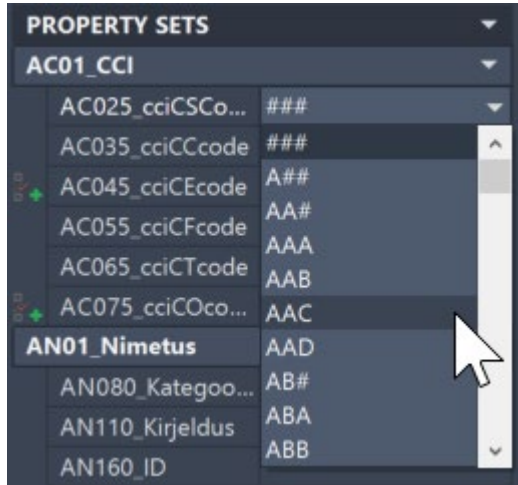 PROPERTY SETS
AC01_CCI
AC025_cciCSCo... ###
AC035_cciCCcode ###
AC045_cciCEcode A##
AA#
AC055_cciCFcode AAA
AC065_cciCTcode AAB
AC075_cciCOco... AAC
AN01_Nimetus AAD
AN080_Kategoo... AB#
AN110_Kirjeldus ABA
AN160_ID ABB